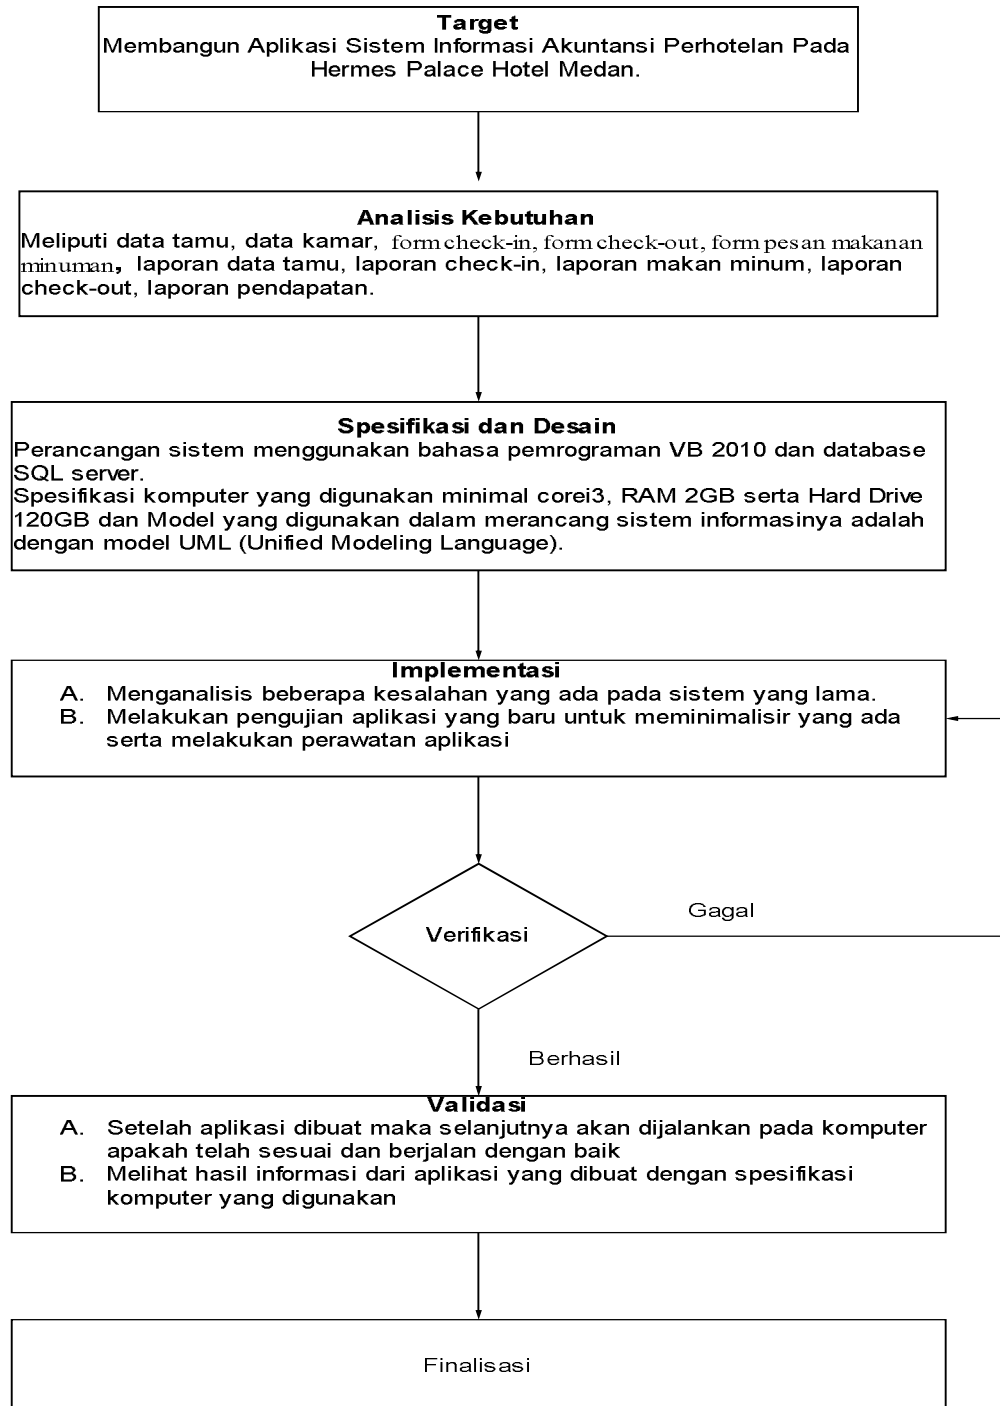 Target
Membangun Aplikasi Sistem Informasi Akuntansi Perhotelan Pada
Hermes Palace Hotel Medan.
Analisis Kebutuhan
Meliputi data tamu, data kamar, form check-in, form check-out, form pesan makanan
minuman, laporan data tamu, laporan check-in, laporan makan minum, laporan
check-out, laporan pendapatan.
Spesifikasi dan Desain
Perancangan sistem menggunakan bahasa pemrograman VB 2010 dan database
SQL server.
Spesifikasi komputer yang digunakan minimal corei3, RAM 2GB serta Hard Drive
120GB dan Model yang digunakan dalam merancang sistem informasinya adalah
dengan model UML (Unified Modeling Language).
Implementasi
A. Menganalisis beberapa kesalahan yang ada pada sistem yang lama.
B. Melakukan pengujian aplikasi yang baru untuk meminimalisir yang ada
serta melakukan perawatan aplikasi
Verifikasi
Gagal
Berhasil
Validasi
A. Setelah aplikasi dibuat maka selanjutnya akan dijalankan pada komputer
apakah telah sesuai dan berjalan dengan baik
B. Melihat hasil informasi dari aplikasi yang dibuat dengan spesifikasi
komputer yang digunakan
Finalisasi